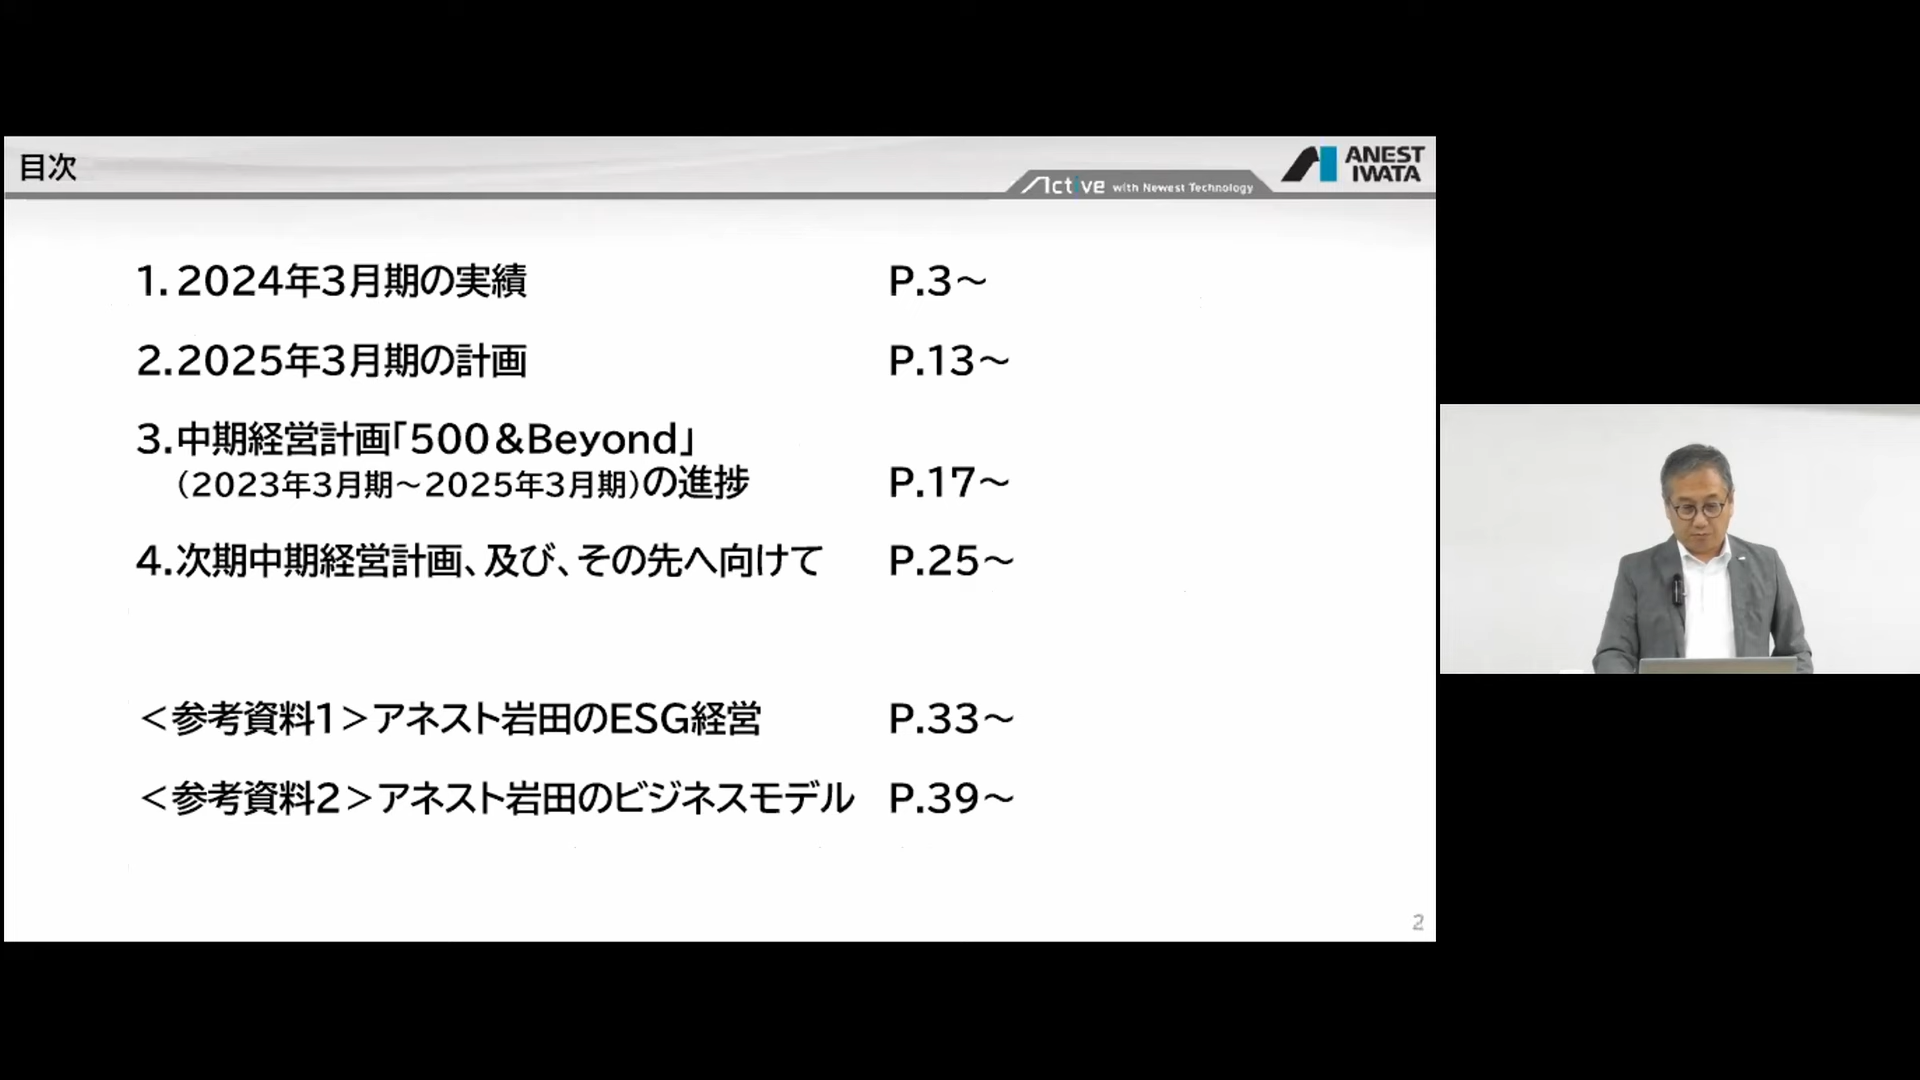 目次
Active with Newest Technology
ANEST
IWATA
1.2024年3月期の実績 P.3～
2.2025年3月期の計画 P.13～
3.中期経営計画「500＆Beyond」
（2023年3月期～2025年3月期）の進捗 P.17～
4.次期中期経営計画、及び、その先へ向けて P.25～
＜参考資料1＞アネスト岩田のESG経営 P.33～
＜参考資料2＞アネスト岩田のビジネスモデル P.39～
2